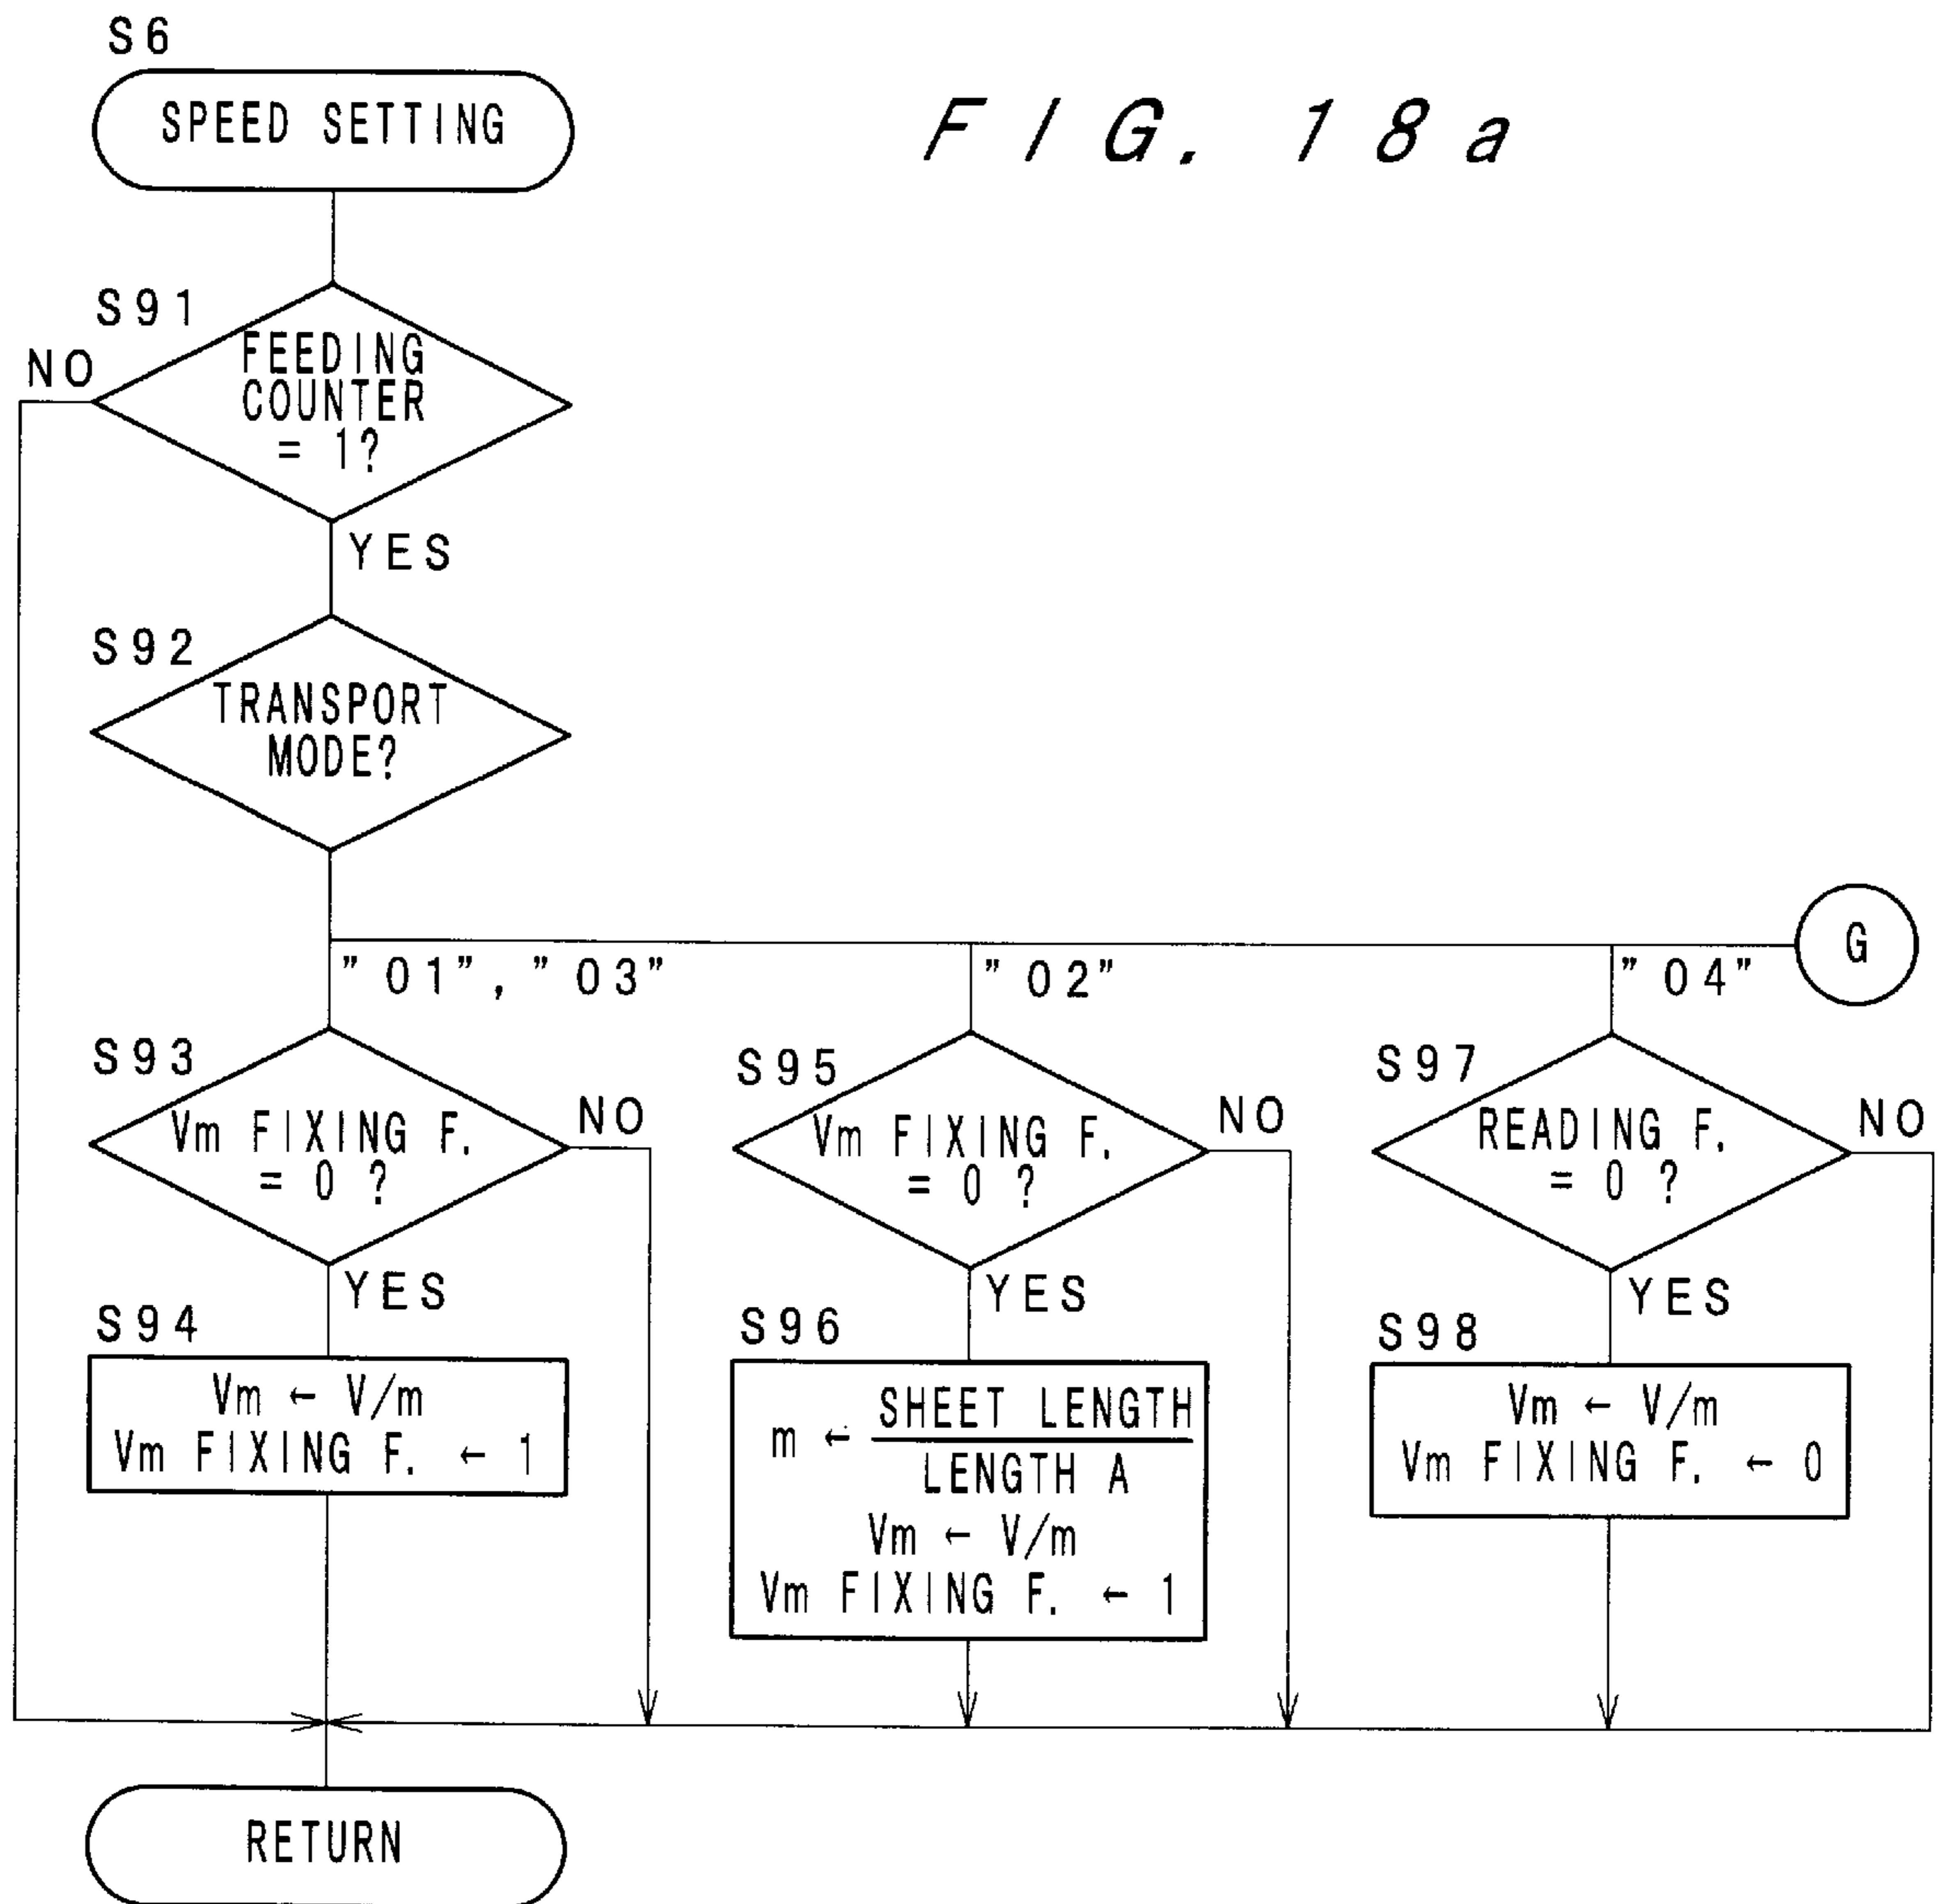 S6
SPEED SETTING
FIG. 18a
S91
FEEDING
COUNTER
= 1?
NO
YES
S92
TRANSPORT
MODE?
G
"01", "03"
"02"
"04"
S93
Vm FIXING F.
= 0 ?
NO
YES
S94
Vm ← V/m
Vm FIXING F. ← 1
S95
Vm FIXING F.
= 0 ?
NO
YES
S96
m ← SHEET LENGTH
LENGTH A
Vm ← V/m
Vm FIXING F. ← 1
S97
READING F.
= 0 ?
NO
YES
S98
Vm ← V/m
Vm FIXING F. ← 0
RETURN